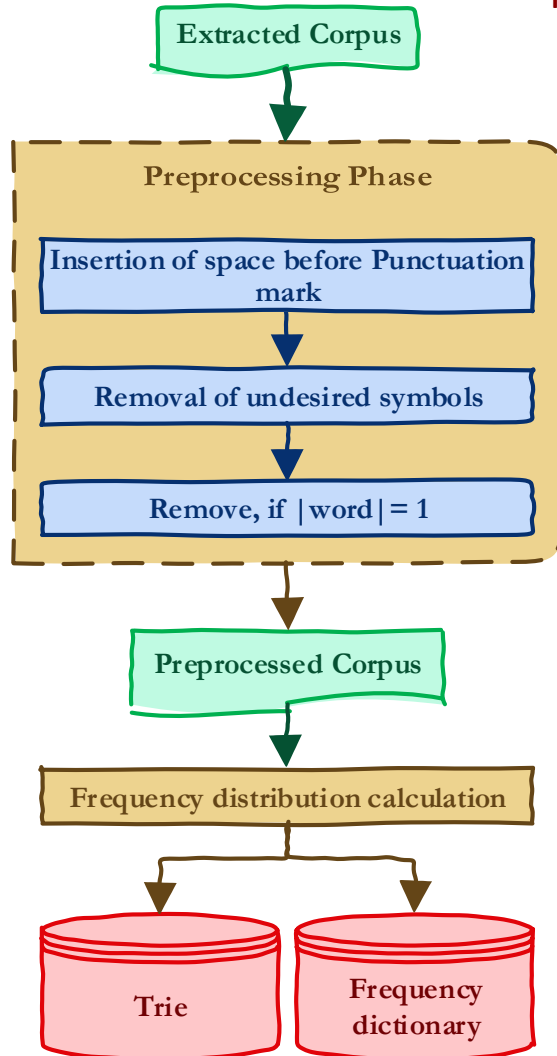 Extracted Corpus
Preprocessing Phase
Insertion of space before Punctuation
mark
Removal of undesired symbols
Remove, if |word|= 1
Preprocessed Corpus
Frequency distribution calculation
Trie
Frequency
dictionary